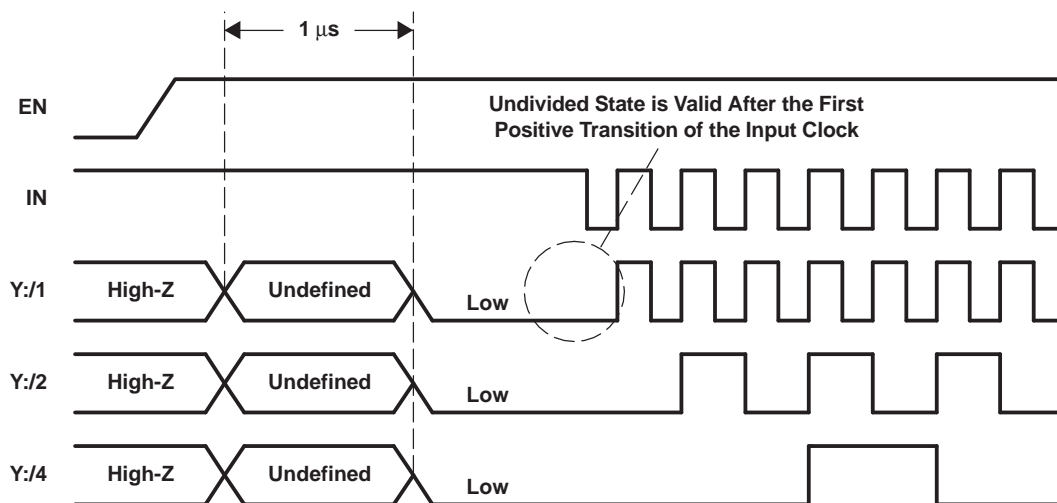 1 μs
EN
Undivided State is Valid After the First
Positive Transition of the Input Clock
IN
Y:/1
High-Z
Undefined
Low
Y:/2
High-Z
Undefined
Low
Y:/4
High-Z
Undefined
Low